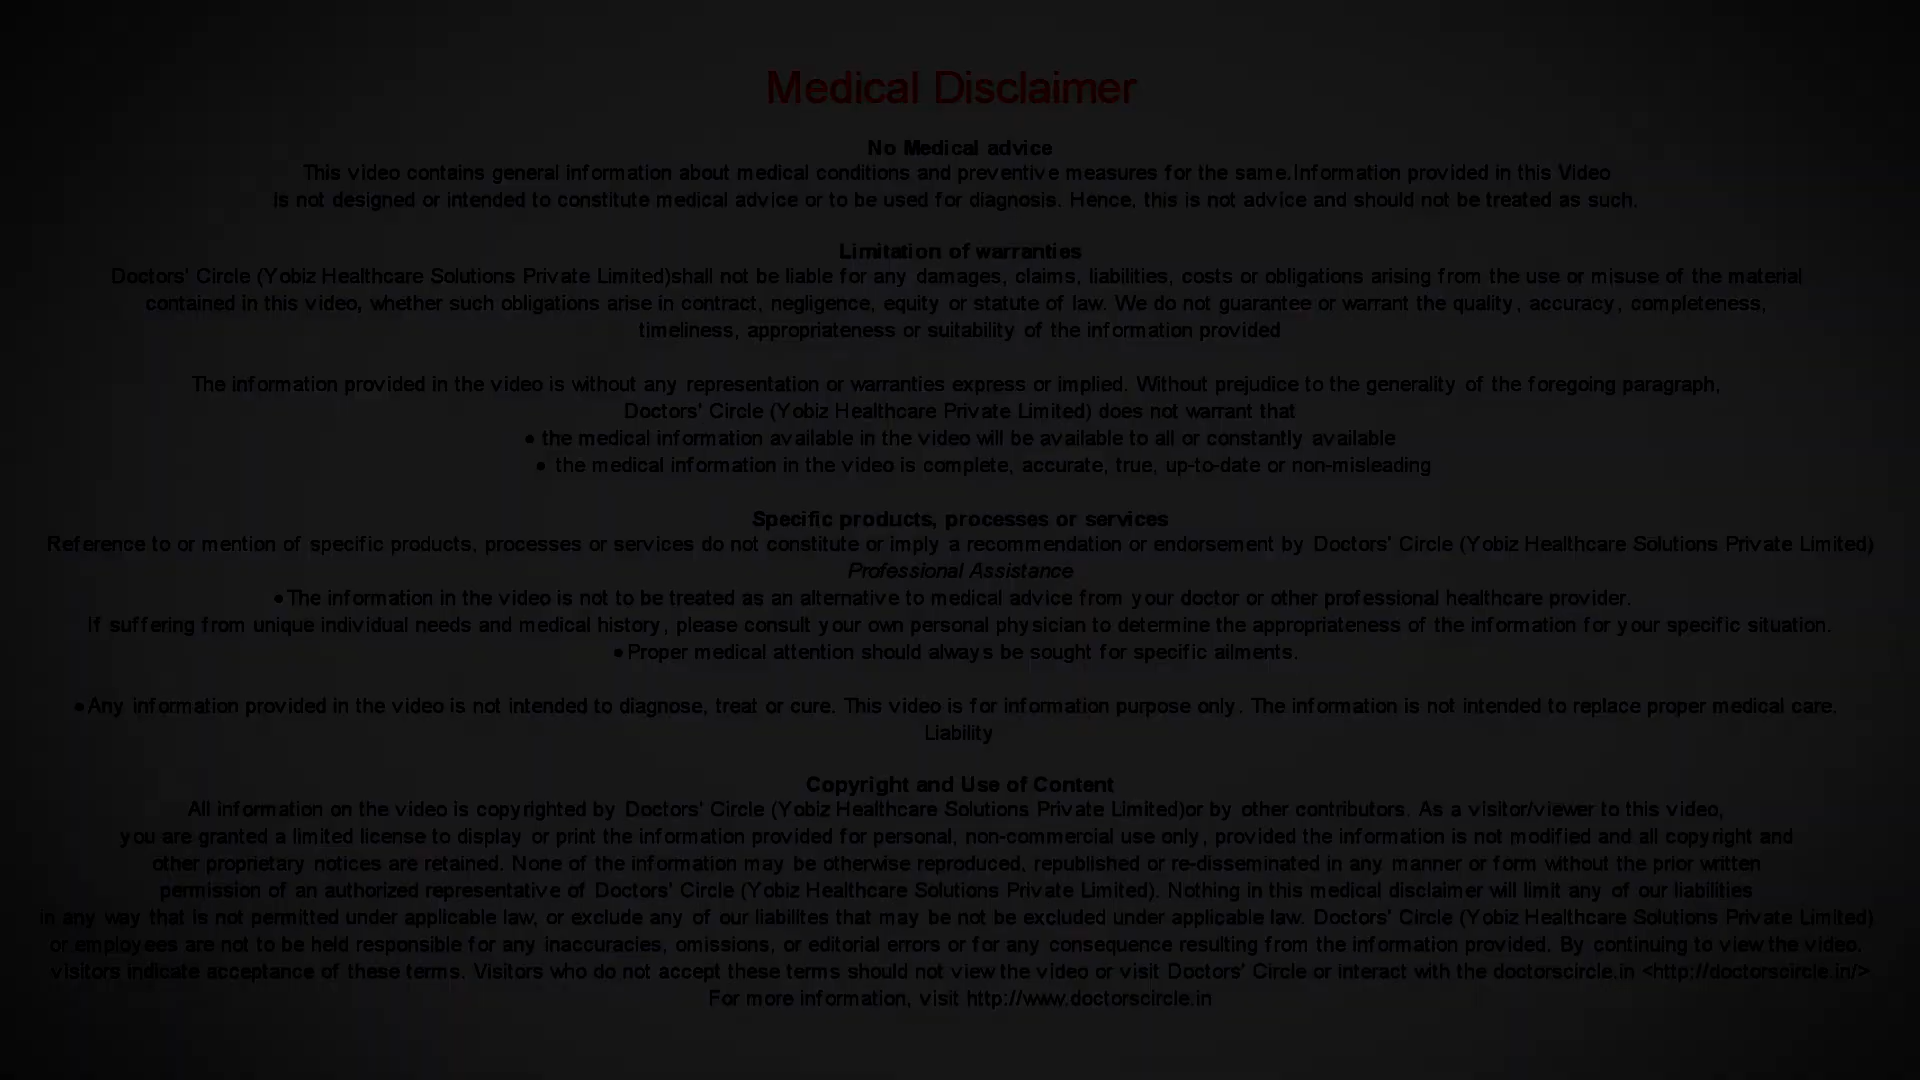 Medical Disclaimer
No Medical advice
This video contains general information about medical conditions and preventive measures for the same.Information provided in this Video
Is not designed or intended to constitute medical advice or to be used for diagnosis. Hence, this is not advice and should not be treated as such.
Limitation of warranties
Doctors' Circle (Yobiz Healthcare Solutions Private Limited)shall not be liable for any damages, claims, liabilities, costs or obligations arising from the use or misuse of the material
contained in this video, whether such obligations arise in contract, negligence, equity or statute of law. We do not guarantee or warrant the quality, accuracy, completeness,
timeliness, appropriateness or suitability of the information provided
The information provided in the video is without any representation or warranties express or implied. Without prejudice to the generality of the foregoing paragraph,
Doctors' Circle (Yobiz Healthcare Private Limited) does not warrant that
• the medical information available in the video will be available to all or constantly available
• the medical information in the video is complete, accurate, true, up-to-date or non-misleading
Specific products, processes or services
Reference to or mention of specific products, processes or services do not constitute or imply a recommendation or endorsement by Doctors' Circle (Yobiz Healthcare Solutions Private Limited)
Professional Assistance
•The information in the video is not to be treated as an alternative to medical advice from your doctor or other professional healthcare provider.
If suffering from unique individual needs and medical history, please consult your own personal physician to determine the appropriateness of the information for your specific situation.
•Proper medical attention should always be sought for specific ailments.
•Any information provided in the video is not intended to diagnose, treat or cure. This video is for information purpose only. The information is not intended to replace proper medical care.
Liability
Copyright and Use of Content
All information on the video is copyrighted by Doctors' Circle (Yobiz Healthcare Solutions Private Limited)or by other contributors. As a visitor/viewer to this video,
you are granted a limited license to display or print the information provided for personal, non-commercial use only, provided the information is not modified and all copyright and
other proprietary notices are retained. None of the information may be otherwise reproduced, republished or re-disseminated in any manner or form without the prior written
permission of an authorized representative of Doctors' Circle (Yobiz Healthcare Solutions Private Limited). Nothing in this medical disclaimer will limit any of our liabilities
in any way that is not permitted under applicable law, or exclude any of our liabilites that may be not be excluded under applicable law. Doctors' Circle (Yobiz Healthcare Solutions Private Limited)
or employees are not to be held responsible for any inaccuracies, omissions, or editorial errors or for any consequence resulting from the information provided. By continuing to view the video,
visitors indicate acceptance of these terms. Visitors who do not accept these terms should not view the video or visit Doctors' Circle or interact with the doctorscircle.in <http://doctorscircle.in/>
For more information, visit http://www.doctorscircle.in